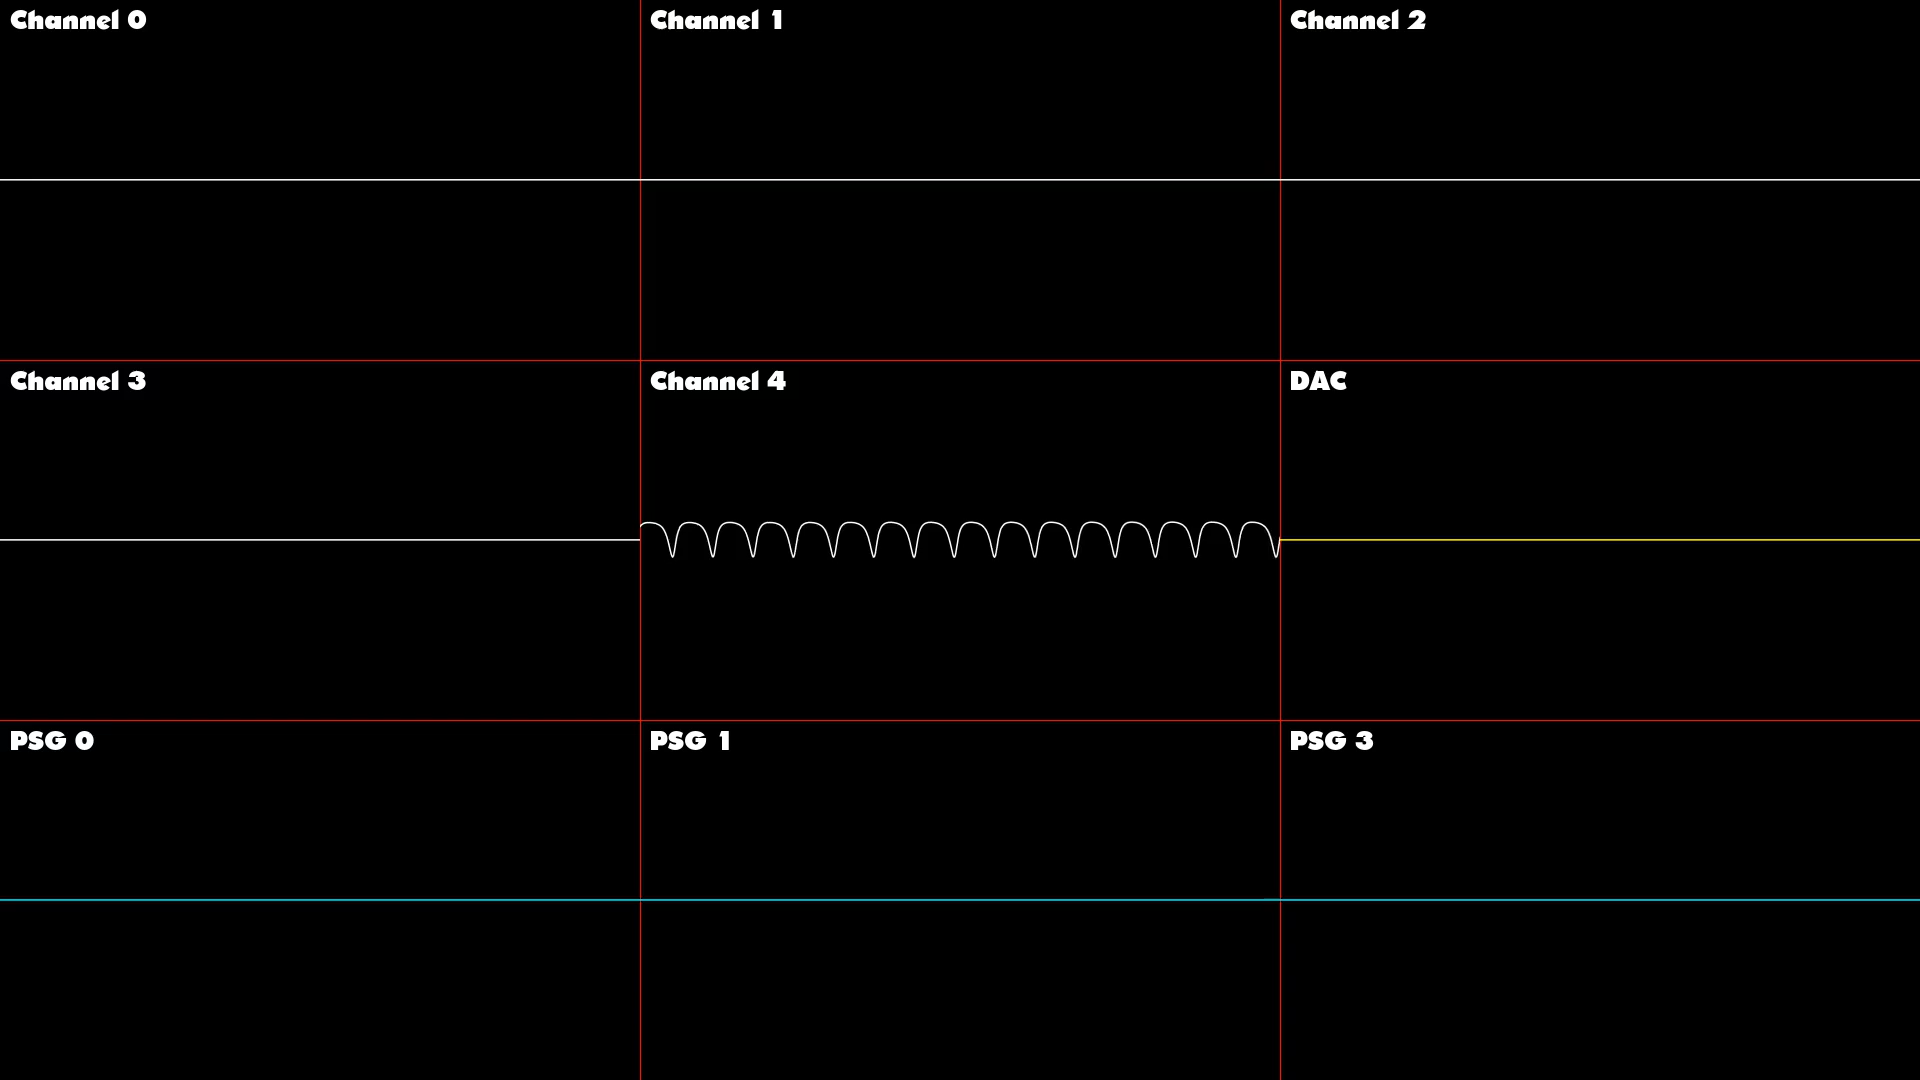 Channel 0
Channel 1
Channel 2
Channel 3
Channel 4
DAC
PSG 0
PSG 1
PSG 3